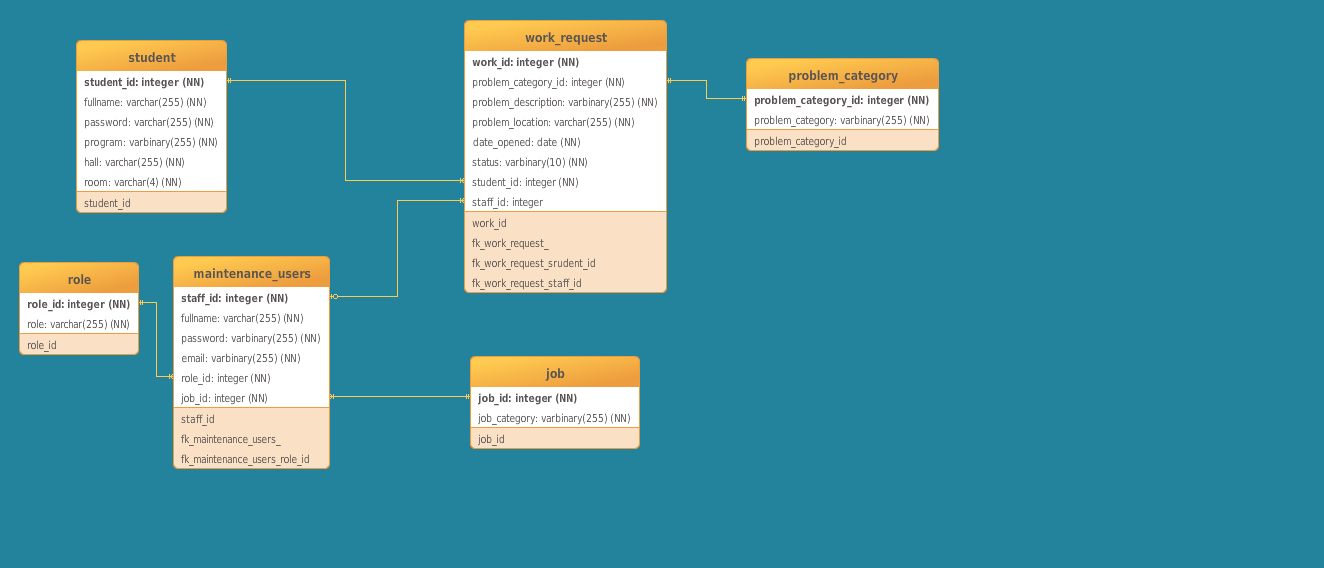 student
student_id: integer (NN)
fullname: varchar(255) (NN)
password: varchar(255) (NN)
program: varbinary(255) (NN)
hall: varchar(255) (NN)
room: varchar(4) (NN)
student_id
work_request
work_id: integer (NN)
problem_category_id: integer (NN)
problem_description: varbinary(255) (NN)
problem_location: varchar(255) (NN)
date_opened: date (NN)
status: varbinary(10) (NN)
student_id: integer (NN)
staff_id: integer
work_id
fk_work_request_
fk_work_request_srudent_id
fk_work_request_staff_id
problem_category
problem_category_id: integer (NN)
problem_category: varbinary(255) (NN)
problem_category_id
role
role_id: integer (NN)
role: varchar(255) (NN)
role_id
maintenance_users
staff_id: integer (NN)
fullname: varchar(255) (NN)
password: varbinary(255) (NN)
email: varbinary(255) (NN)
role_id: integer (NN)
job_id: integer (NN)
staff_id
fk_maintenance_users_
fk_maintenance_users_role_id
job
job_id: integer (NN)
job_category: varbinary(255) (NN)
job_id